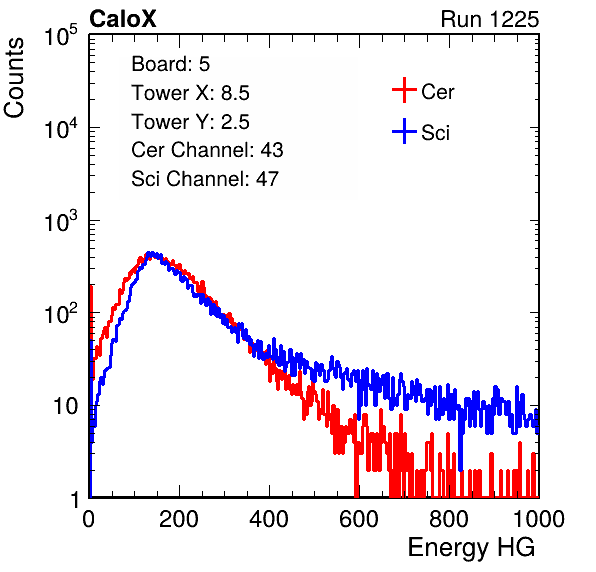 CaloX Run 1225
Counts
Board: 5
Tower X: 8.5
Tower Y: 2.5
Cer Channel: 43
Sci Channel: 47
Cer
Sci
10^5
10^4
10^3
10^2
10
1
0 200 400 600 800 1000
Energy HG